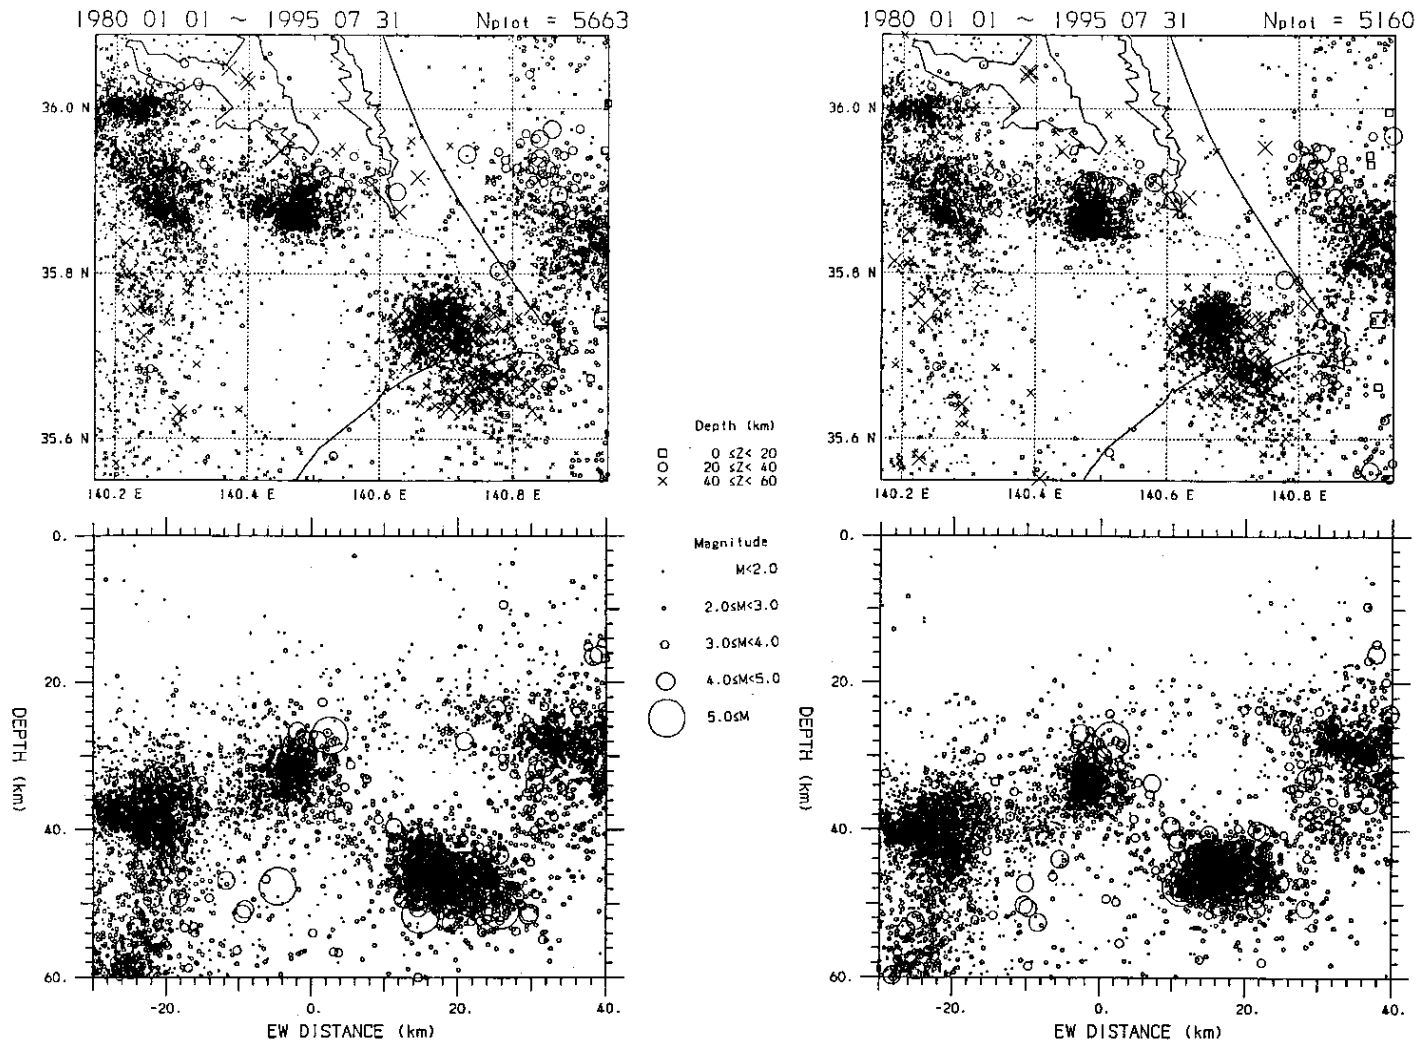 1980 01 01 ~ 1995 07 31 Nplot = 5663
36.0 N
35.8 N
35.6 N
140.2 E 140.4 E 140.6 E 140.8 E
0.
20.
40.
60.
DEPTH (km)
-20. 0. 20. 40.
EW DISTANCE (km)
Depth (km)
□ 0 ≤Z< 20
○ 20 ≤Z< 40
× 40 ≤Z< 60
Magnitude
M<2.0
2.0≤M<3.0
3.0≤M<4.0
4.0≤M<5.0
5.0≤M
1980 01 01 ~ 1995 07 31 Nplot = 5160
36.0 N
35.8 N
35.6 N
140.2 E 140.4 E 140.6 E 140.8 E
0.
20.
40.
60.
DEPTH (km)
-20. 0. 20. 40.
EW DISTANCE (km)